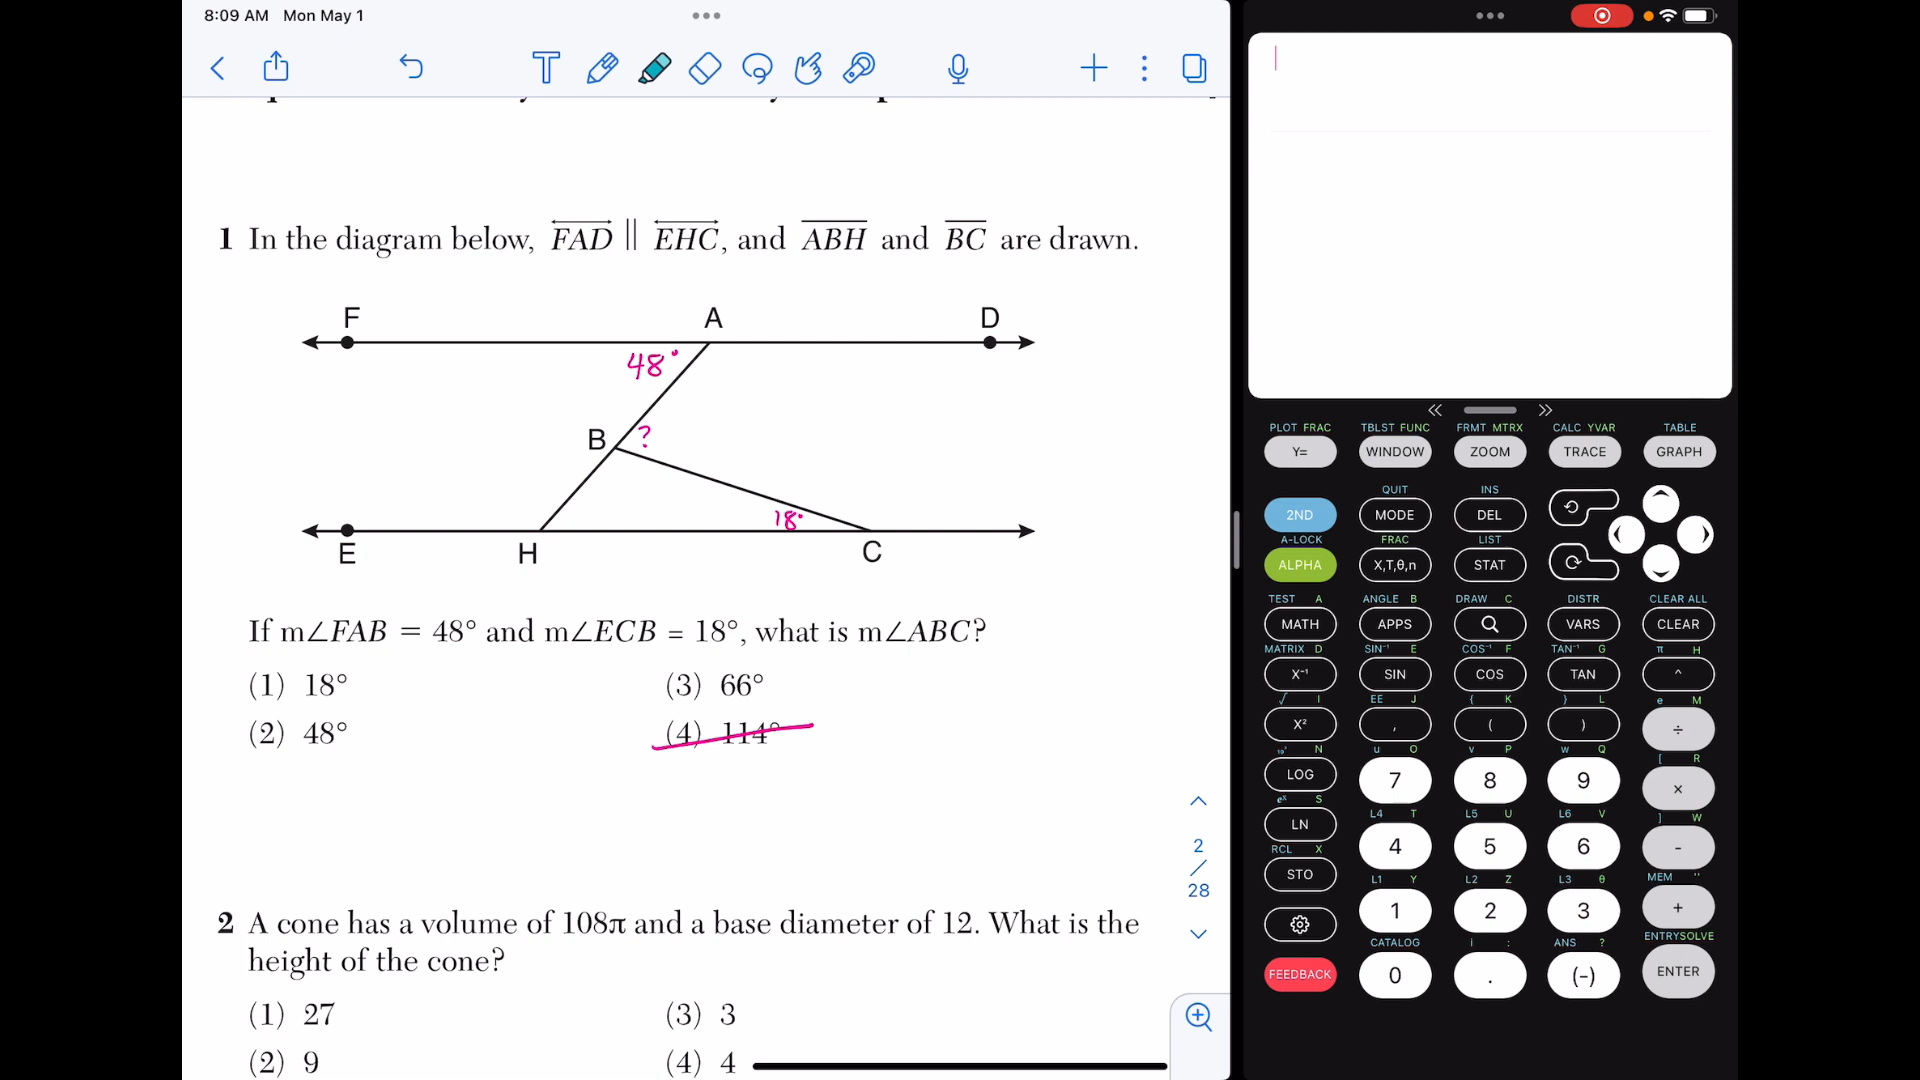 8:09 AM Mon May 1
1 In the diagram below, FAD || EHC, and ABH and BC are drawn.
F A D
48°
B ?
18°
E H C
If m∠FAB = 48° and m∠ECB = 18°, what is m∠ABC?
(1) 18° (3) 66°
(2) 48° (4) 114°
2
28
2 A cone has a volume of 108π and a base diameter of 12. What is the
height of the cone?
(1) 27 (3) 3
(2) 9 (4) 4
PLOT FRAC TBLST FUNC FRMT MTRX CALC YVAR TABLE
Y= WINDOW ZOOM TRACE GRAPH
QUIT INS
2ND MODE DEL
A-LOCK FRAC LIST
ALPHA X,T,θ,n STAT
TEST A ANGLE B DRAW C DISTR CLEAR ALL
MATH APPS VARS CLEAR
MATRIX D SIN⁻¹ E COS⁻¹ F TAN⁻¹ G π H
X⁻¹ SIN COS TAN ^
√ I EE J { K } L e M
X² , ( ) ÷
10ˣ N u O v P w Q [ R
LOG 7 8 9 ×
eˣ S L4 T L5 U L6 V ] W
LN 4 5 6 -
RCL X L1 Y L2 Z L3 θ MEM "
STO 1 2 3 +
CATALOG i : ANS ? ENTRY SOLVE
FEEDBACK 0 . (-) ENTER